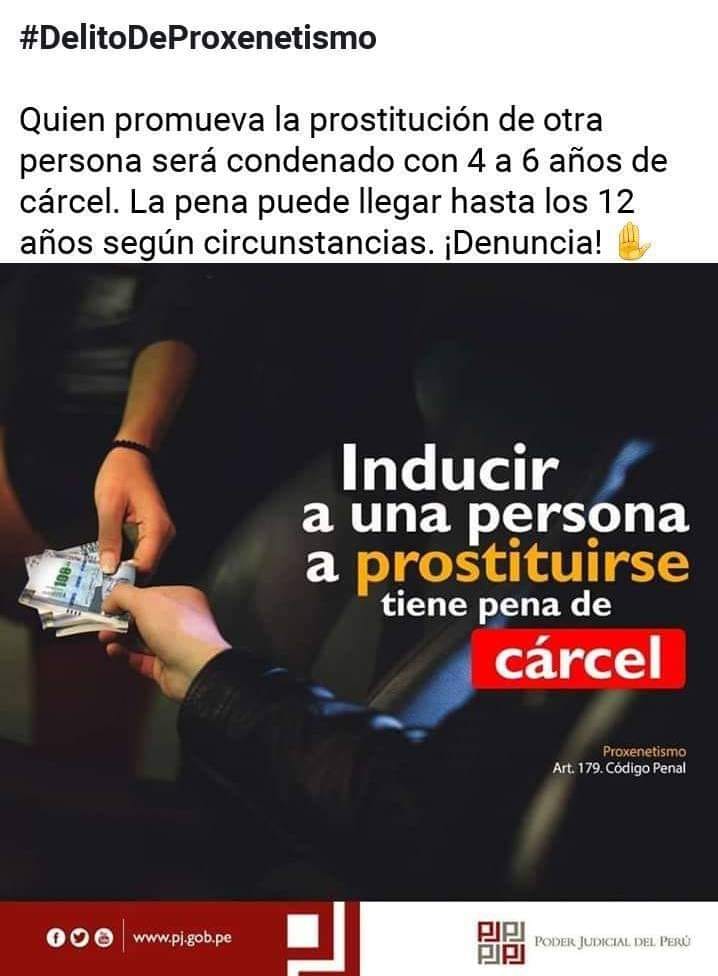 #DelitoDeProxenetismo
Quien promueva la prostitución de otra
persona será condenado con 4 a 6 años de
cárcel. La pena puede llegar hasta los 12
años según circunstancias. ¡Denuncia! ✋
Inducir
a una persona
a prostituirse
tiene pena de
cárcel
Proxenetismo
Art. 179. Código Penal
www.pj.gob.pe
PJPJ
PJPJ
PODER JUDICIAL DEL PERÚ